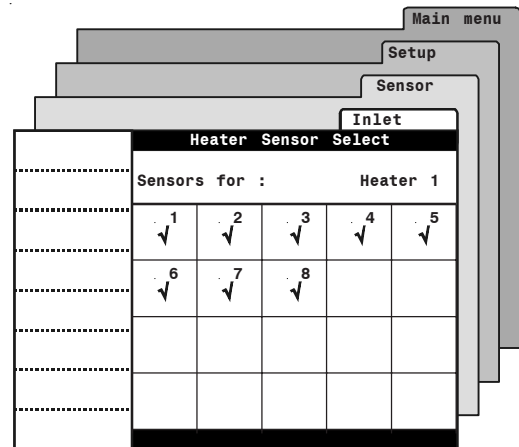 Main menu
Setup
Sensor
Inlet
Heater Sensor Select
Sensors for : Heater 1
1 2 3 4 5
√ √ √ √ √
6 7 8
√ √ √